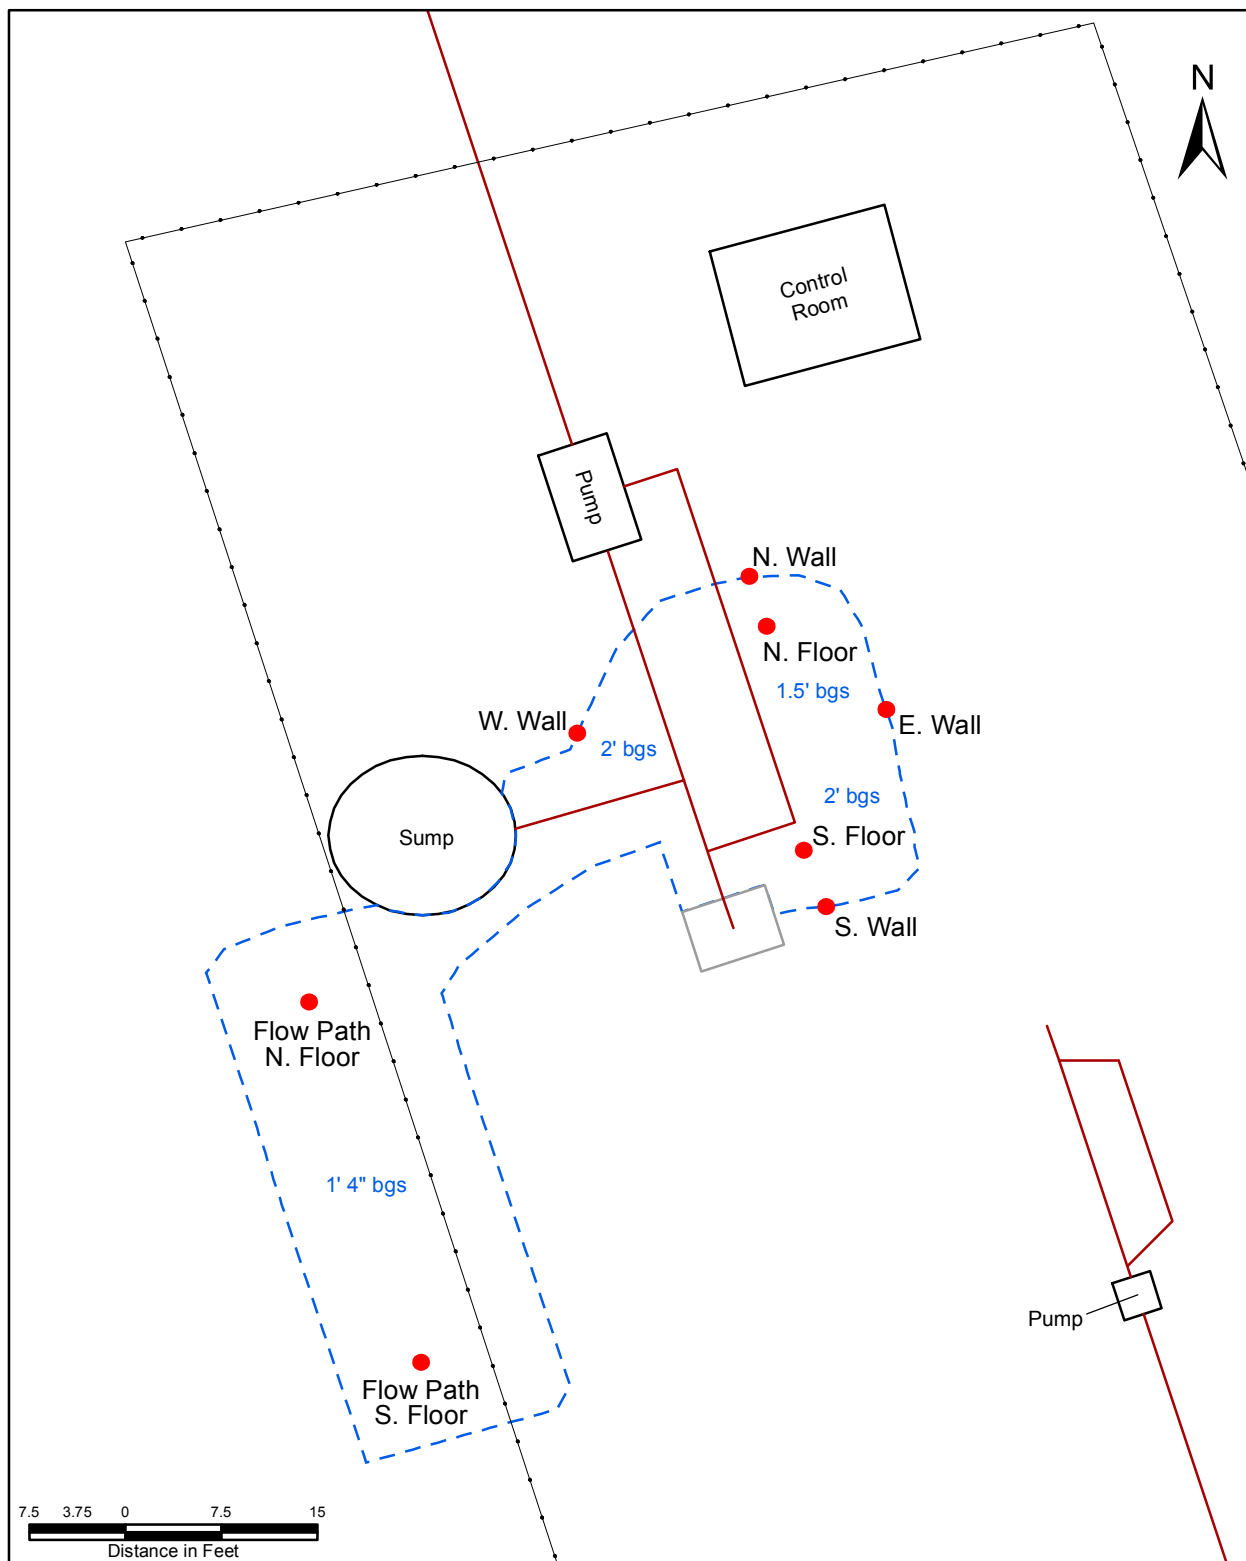 N
Control
Room
Pump
N. Wall
N. Floor
1.5' bgs
W. Wall
E. Wall
2' bgs
2' bgs
Sump
S. Floor
S. Wall
Flow Path
N. Floor
1' 4" bgs
Pump
Flow Path
S. Floor
7.5 3.75 0 7.5 15
Distance in Feet